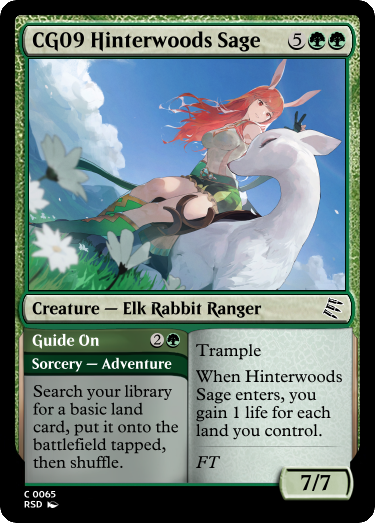 CG09 Hinterwoods Sage 5
Creature — Elk Rabbit Ranger
Guide On 2
Sorcery — Adventure
Search your library
for a basic land
card, put it onto the
battlefield tapped,
then shuffle.
Trample
When Hinterwoods
Sage enters, you
gain 1 life for each
land you control.
FT
7/7
C 0065
RSD